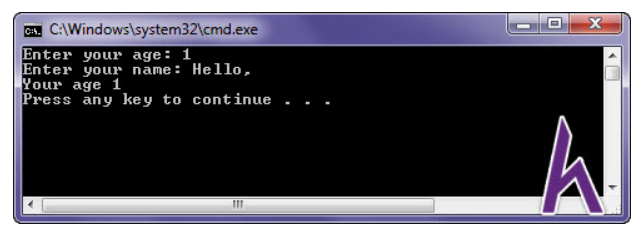 C:\Windows\system32\cmd.exe
Enter your age: 1
Enter your name: Hello,
Your age 1
Press any key to continue . . .